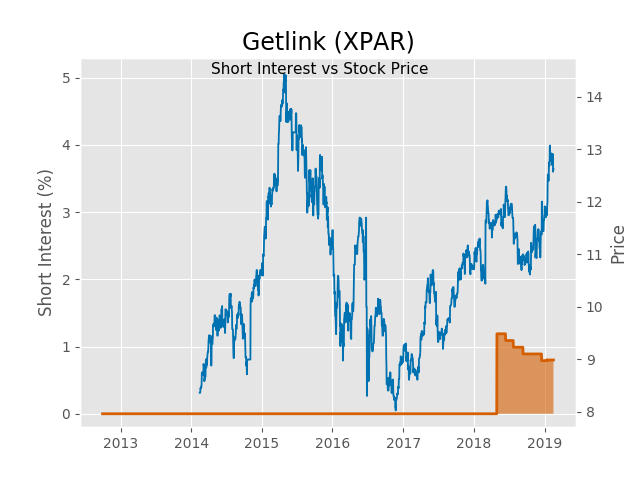 Getlink (XPAR)
Short Interest vs Stock Price
Short Interest (%)
5
4
3
2
1
0
14
13
12
11
10
9
8
Price
2013 2014 2015 2016 2017 2018 2019